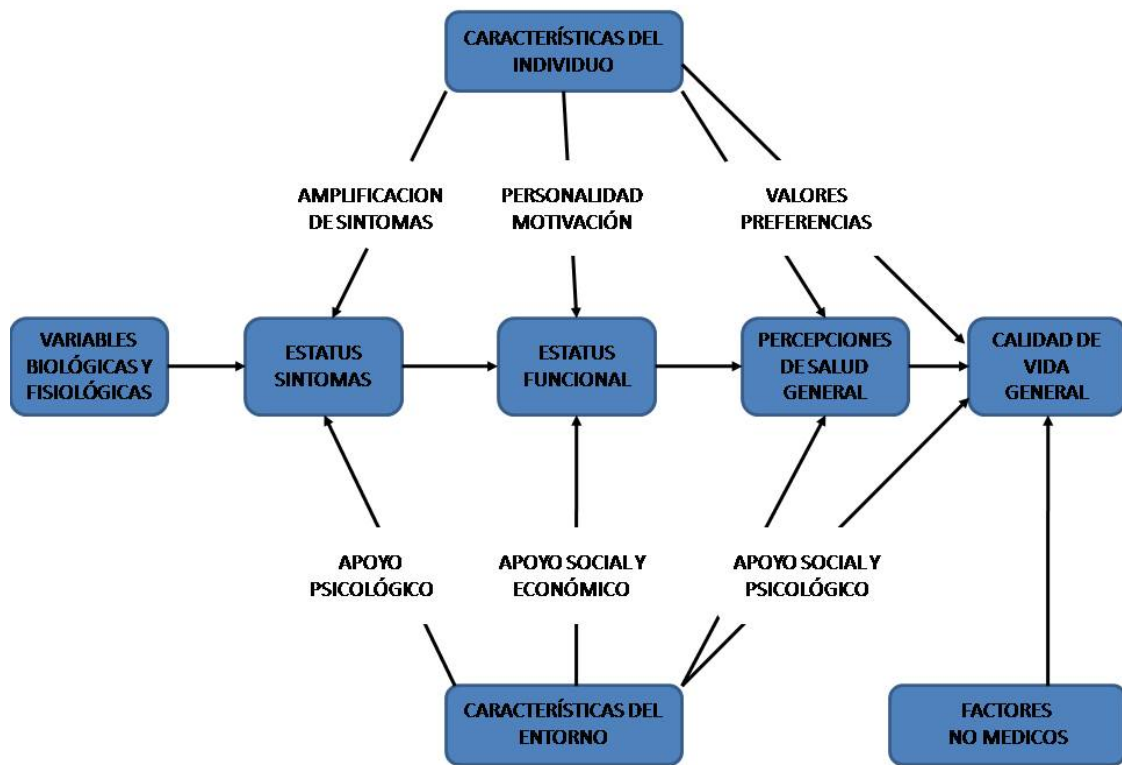 CARACTERÍSTICAS DEL
INDIVIDUO
AMPLIFICACION
DE SINTOMAS
PERSONALIDAD
MOTIVACIÓN
VALORES
PREFERENCIAS
VARIABLES
BIOLÓGICAS Y
FISIOLÓGICAS
ESTATUS
SINTOMAS
ESTATUS
FUNCIONAL
PERCEPCIONES
DE SALUD
GENERAL
CALIDAD DE
VIDA
GENERAL
APOYO
PSICOLÓGICO
APOYO SOCIAL Y
ECONÓMICO
APOYO SOCIAL Y
PSICOLÓGICO
CARACTERÍSTICAS DEL
ENTORNO
FACTORES
NO MEDICOS